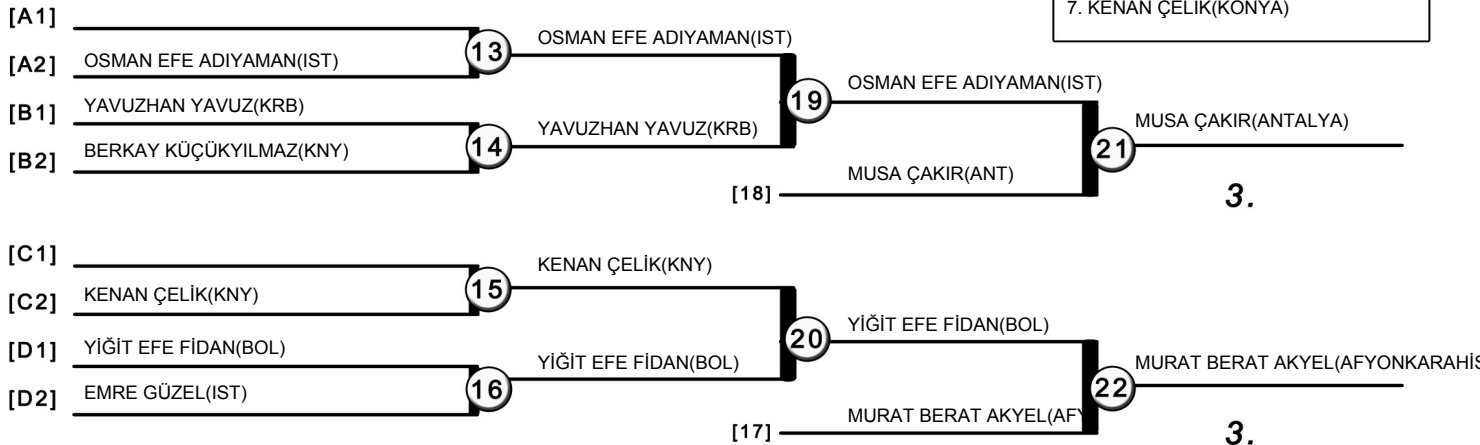 7. KENAN ÇELİK(KONYA)
[A1]
[A2] OSMAN EFE ADIYAMAN(IST)
13
OSMAN EFE ADIYAMAN(IST)
[B1] YAVUZHAN YAVUZ(KRB)
[B2] BERKAY KÜÇÜKYILMAZ(KNY)
14
YAVUZHAN YAVUZ(KRB)
19
OSMAN EFE ADIYAMAN(IST)
[18] MUSA ÇAKIR(ANT)
21
MUSA ÇAKIR(ANTALYA)
3.
[C1]
[C2] KENAN ÇELİK(KNY)
15
KENAN ÇELİK(KNY)
[D1] YİĞİT EFE FİDAN(BOL)
[D2] EMRE GÜZEL(IST)
16
YİĞİT EFE FİDAN(BOL)
20
YİĞİT EFE FİDAN(BOL)
[17] MURAT BERAT AKYEL(AFY
22
MURAT BERAT AKYEL(AFYONKARAHİS
3.